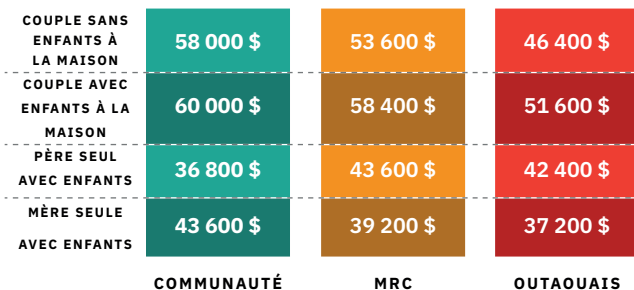 COUPLE SANS
ENFANTS À
LA MAISON
58 000 $ 53 600 $ 46 400 $
COUPLE AVEC
ENFANTS À LA
MAISON
60 000 $ 58 400 $ 51 600 $
PÈRE SEUL
AVEC ENFANTS
36 800 $ 43 600 $ 42 400 $
MÈRE SEULE
AVEC ENFANTS
43 600 $ 39 200 $ 37 200 $
COMMUNAUTÉ MRC OUTAOUAIS